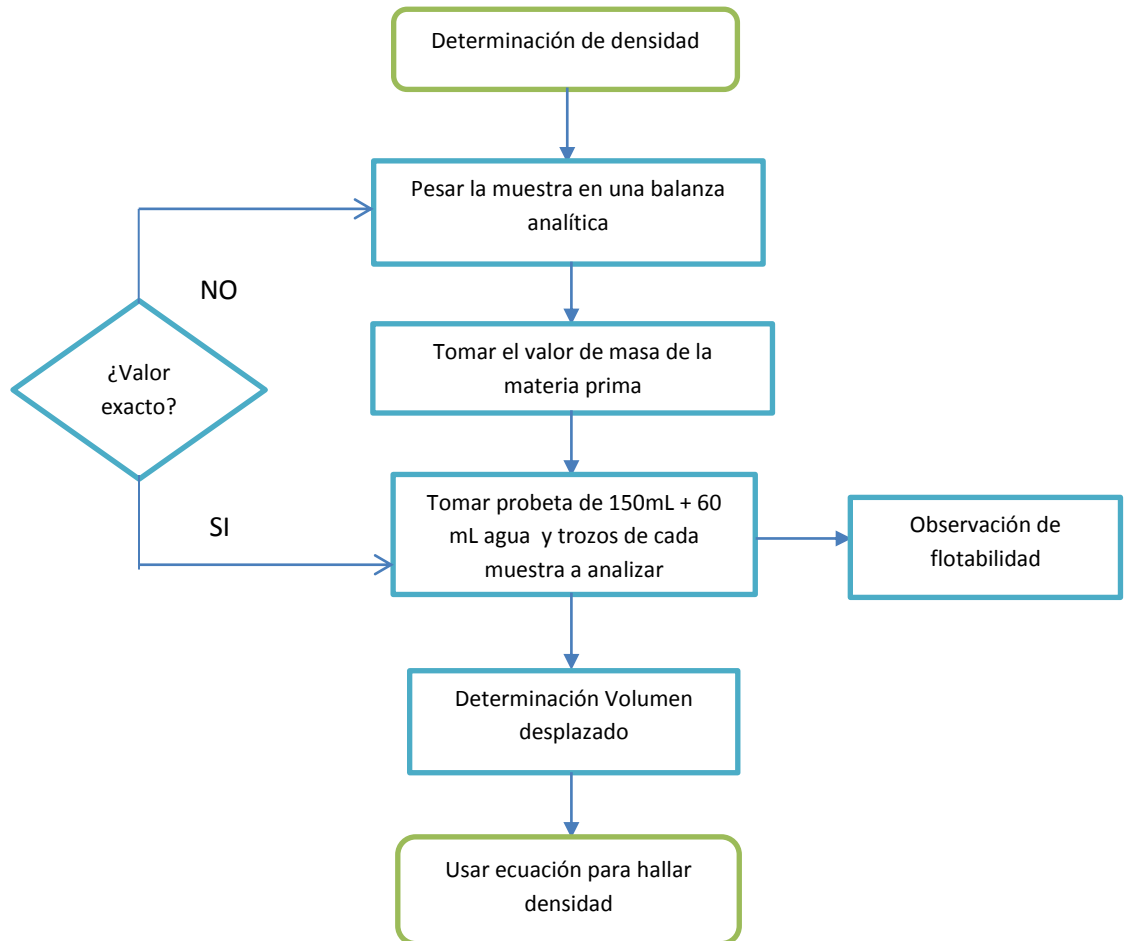 Determinación de densidad
Pesar la muestra en una balanza
analítica
NO
Tomar el valor de masa de la
materia prima
¿Valor
exacto?
SI
Tomar probeta de 150mL + 60
mL agua y trozos de cada
muestra a analizar
Observación de
flotabilidad
Determinación Volumen
desplazado
Usar ecuación para hallar
densidad